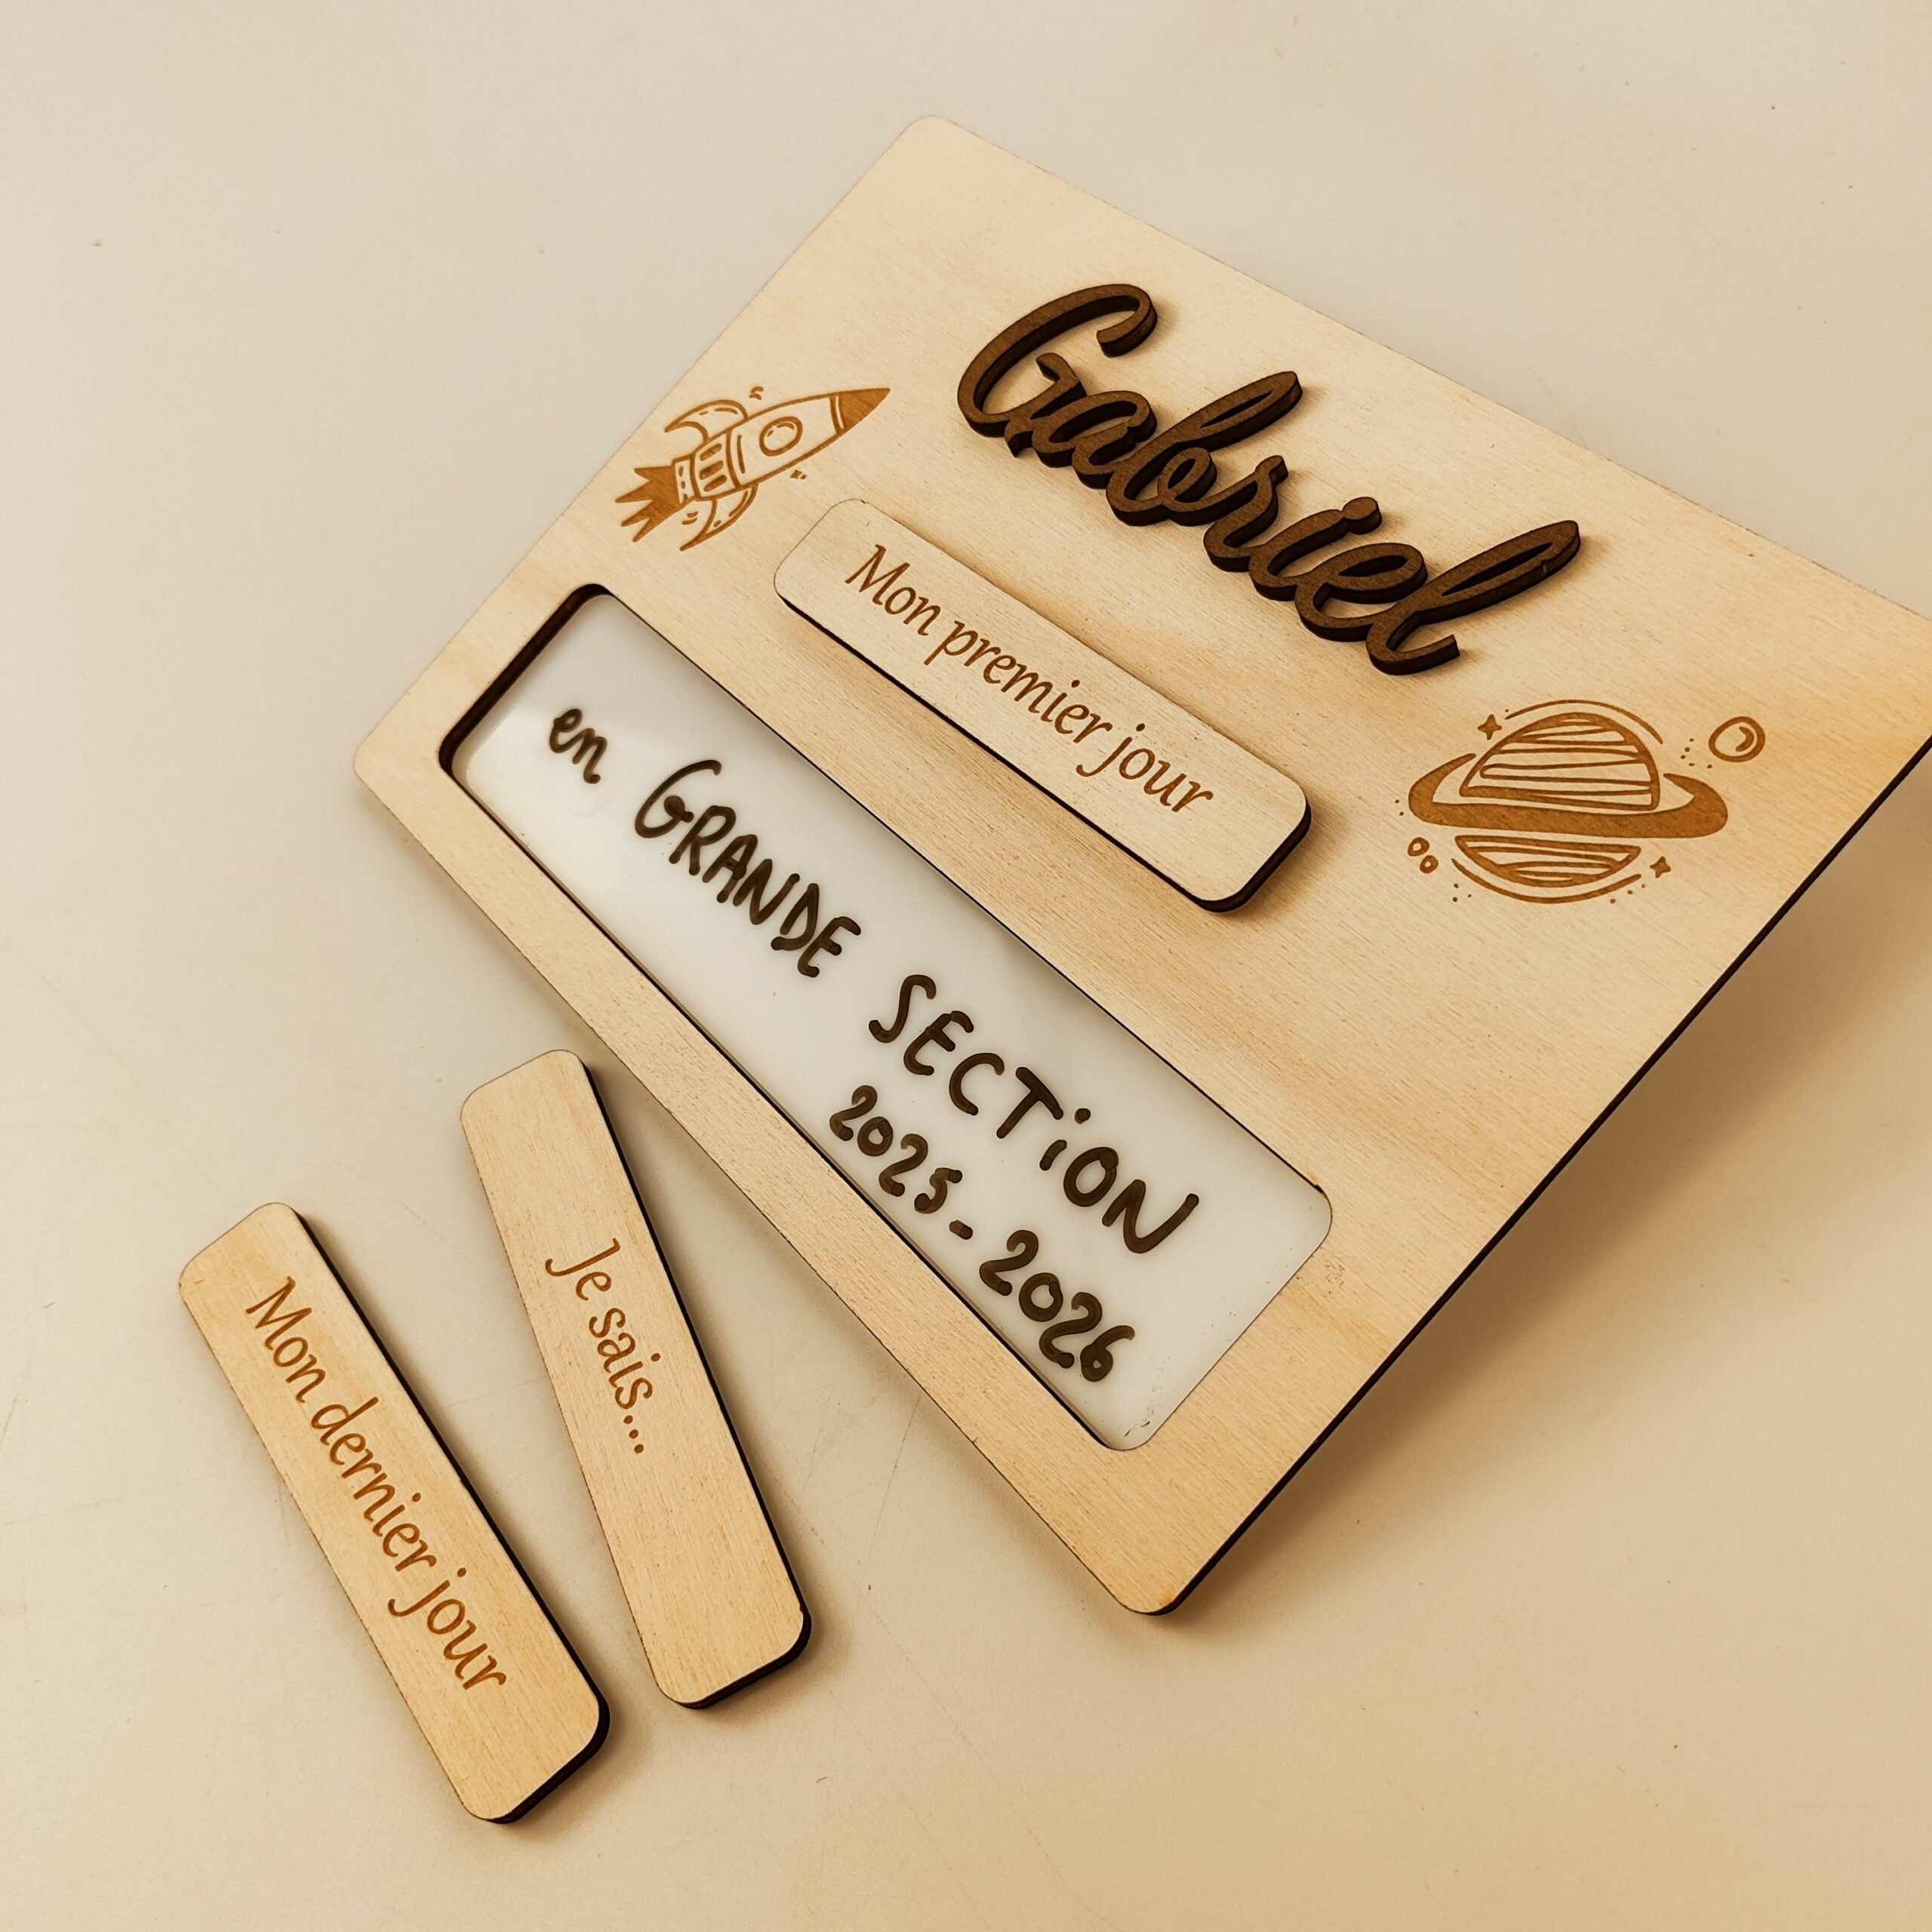 Gabriel
Mon premier jour
en GRANDE SECTiON
2025-2026
Je sais...
Mon dernier jour